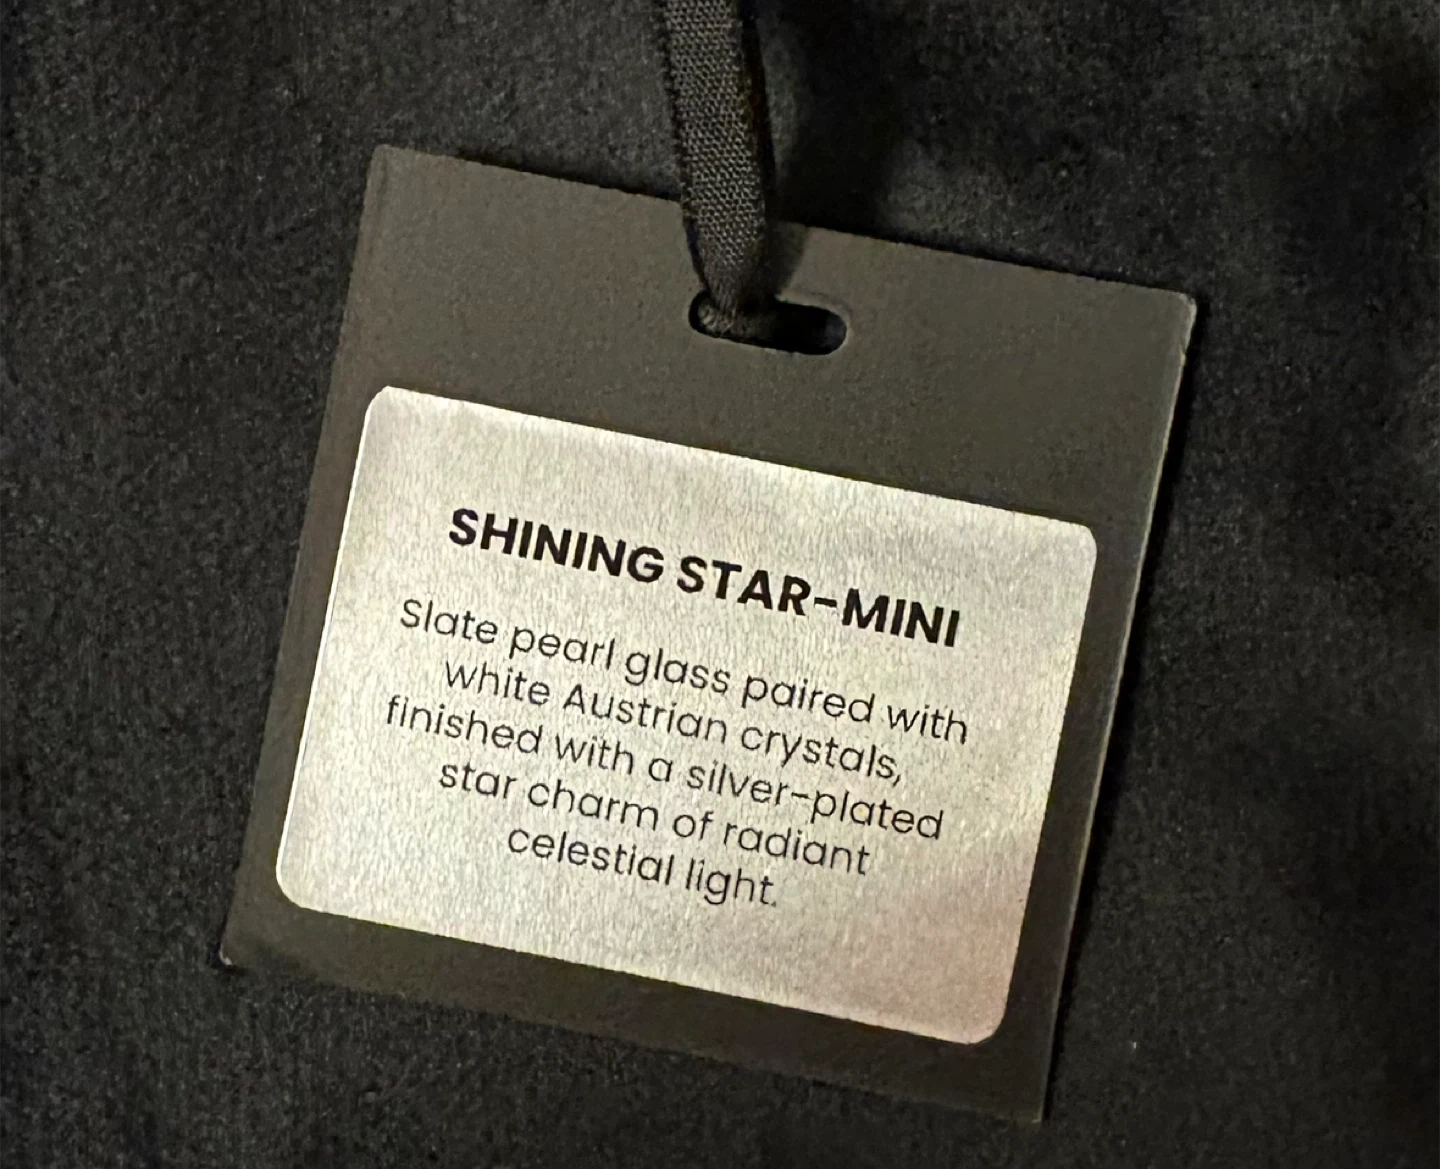 SHINING STAR-MINI
Slate pearl glass paired with
white Austrian crystals,
finished with a silver-plated
star charm of radiant
celestial light.